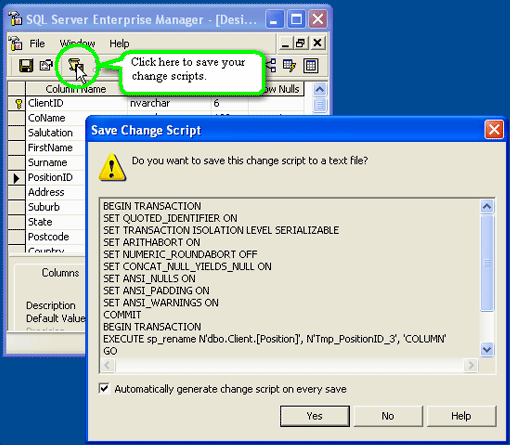 SQL Server Enterprise Manager - [Desi...
File Window Help
Click here to save your
change scripts.
Column Name
ow Nulls
ClientID nvarchar 6
CoName
Salutation
FirstName
Surname
PositionID
Address
Suburb
State
Postcode
Country
Columns
Description
Default Value
Precision
Save Change Script
Do you want to save this change script to a text file?
BEGIN TRANSACTION
SET QUOTED_IDENTIFIER ON
SET TRANSACTION ISOLATION LEVEL SERIALIZABLE
SET ARITHABORT ON
SET NUMERIC_ROUNDABORT OFF
SET CONCAT_NULL_YIELDS_NULL ON
SET ANSI_NULLS ON
SET ANSI_PADDING ON
SET ANSI_WARNINGS ON
COMMIT
BEGIN TRANSACTION
EXECUTE sp_rename N'dbo.Client.[Position]', N'Tmp_PositionID_3', 'COLUMN'
GO
Automatically generate change script on every save
Yes No Help